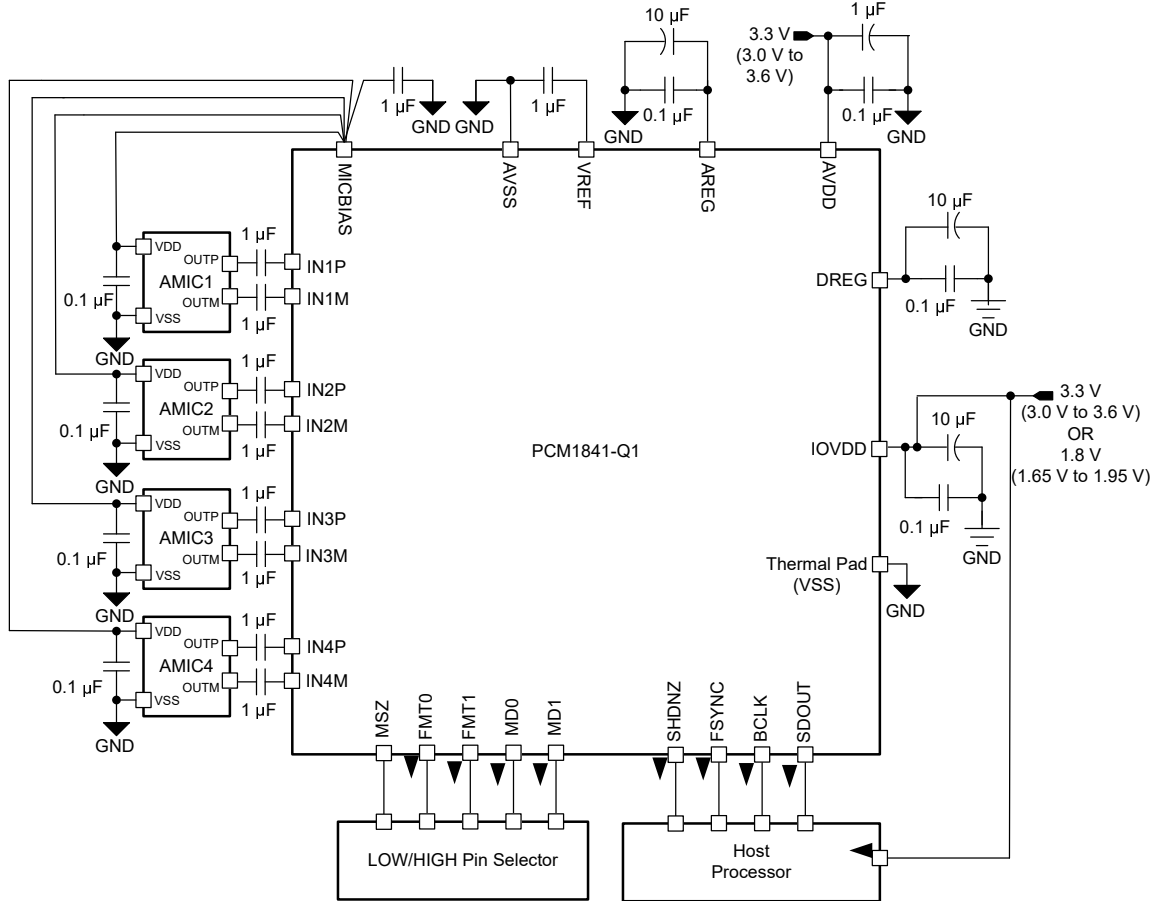 10 µF
0.1 µF
GND
3.3 V
(3.0 V to
3.6 V)
1 µF
0.1 µF
GND
1 µF
GND
GND
1 µF
MICBIAS
AVSS
VREF
AREG
AVDD
VDD
OUTP
AMIC1
OUTM
VSS
0.1 µF
GND
1 µF
1 µF
IN1P
IN1M
VDD
OUTP
AMIC2
OUTM
VSS
0.1 µF
GND
1 µF
1 µF
IN2P
IN2M
VDD
OUTP
AMIC3
OUTM
VSS
0.1 µF
GND
1 µF
1 µF
IN3P
IN3M
VDD
OUTP
AMIC4
OUTM
VSS
0.1 µF
GND
1 µF
1 µF
IN4P
IN4M
PCM1841-Q1
DREG
10 µF
0.1 µF
GND
IOVDD
10 µF
0.1 µF
GND
3.3 V
(3.0 V to 3.6 V)
OR
1.8 V
(1.65 V to 1.95 V)
Thermal Pad
(VSS)
GND
MSZ
FMT0
FMT1
MD0
MD1
SHDNZ
FSYNC
BCLK
SDOUT
LOW/HIGH Pin Selector
Host
Processor